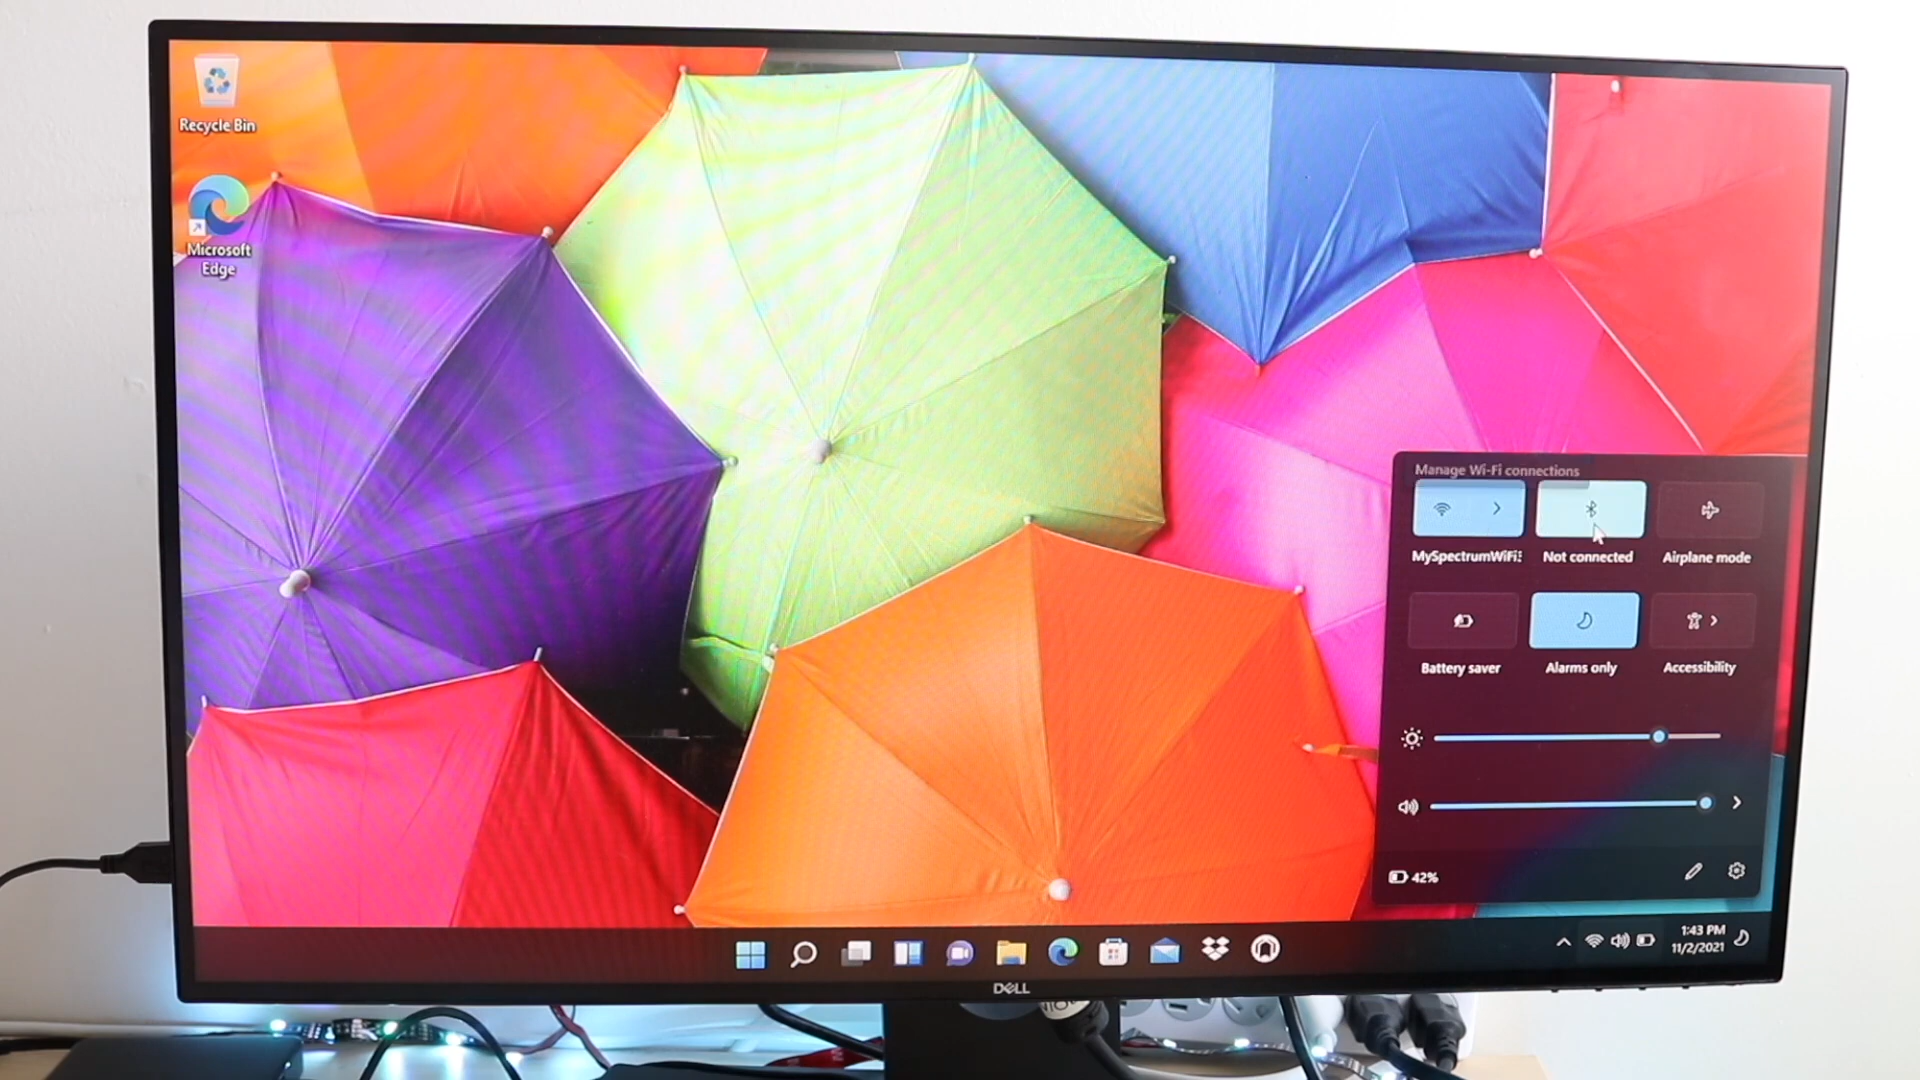 Recycle Bin
Microsoft
Edge
Manage Wi-Fi connections
Not connected
Airplane mode
Battery saver
Alarms only
Accessibility
42%
1:43 PM
11/2/2021
DELL